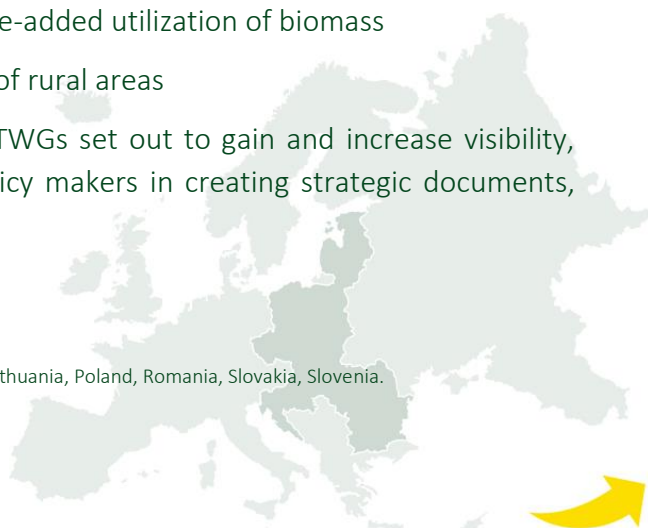 e-added utilization of biomass
of rural areas
TWGs set out to gain and increase visibility,
icy makers in creating strategic documents,
thuania, Poland, Romania, Slovakia, Slovenia.